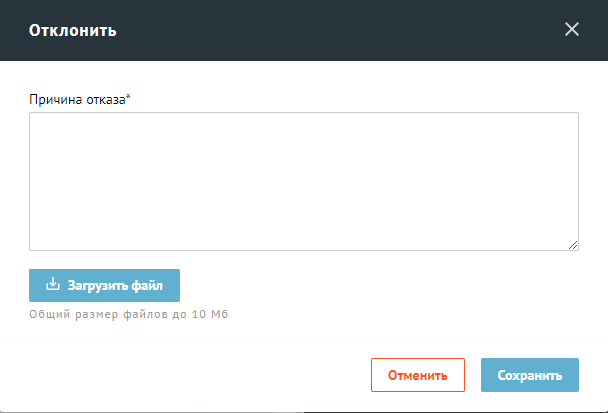 Отклонить
Причина отказа*
Загрузить файл
Общий размер файлов до 10 Мб
Отменить
Сохранить